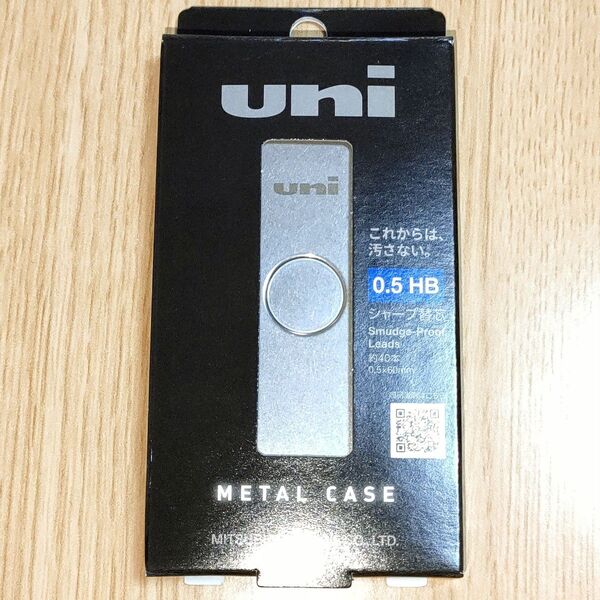 uni
uni
これからは、
汚さない。
0.5 HB
シャープ替芯
Smudge-Proof
Leads
約40本
0.5×60mm
METAL CASE
MITSUBISHI PENCIL CO., LTD.